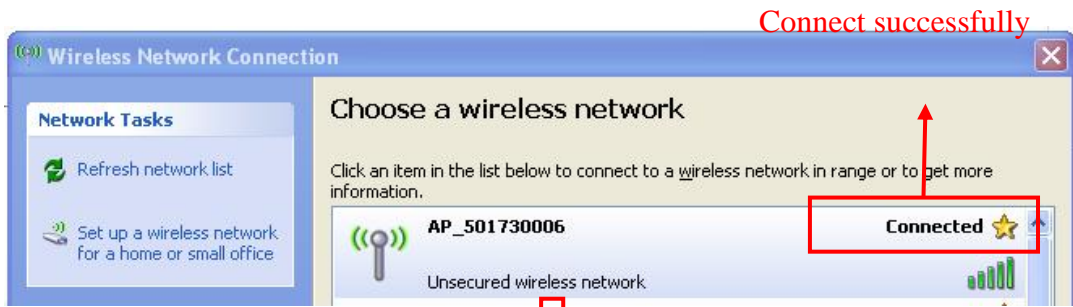 Connect successfully
Wireless Network Connection
Network Tasks
Refresh network list
Set up a wireless network
for a home or small office
Choose a wireless network
Click an item in the list below to connect to a wireless network in range or to get more
information.
AP_501730006 Connected
Unsecured wireless network